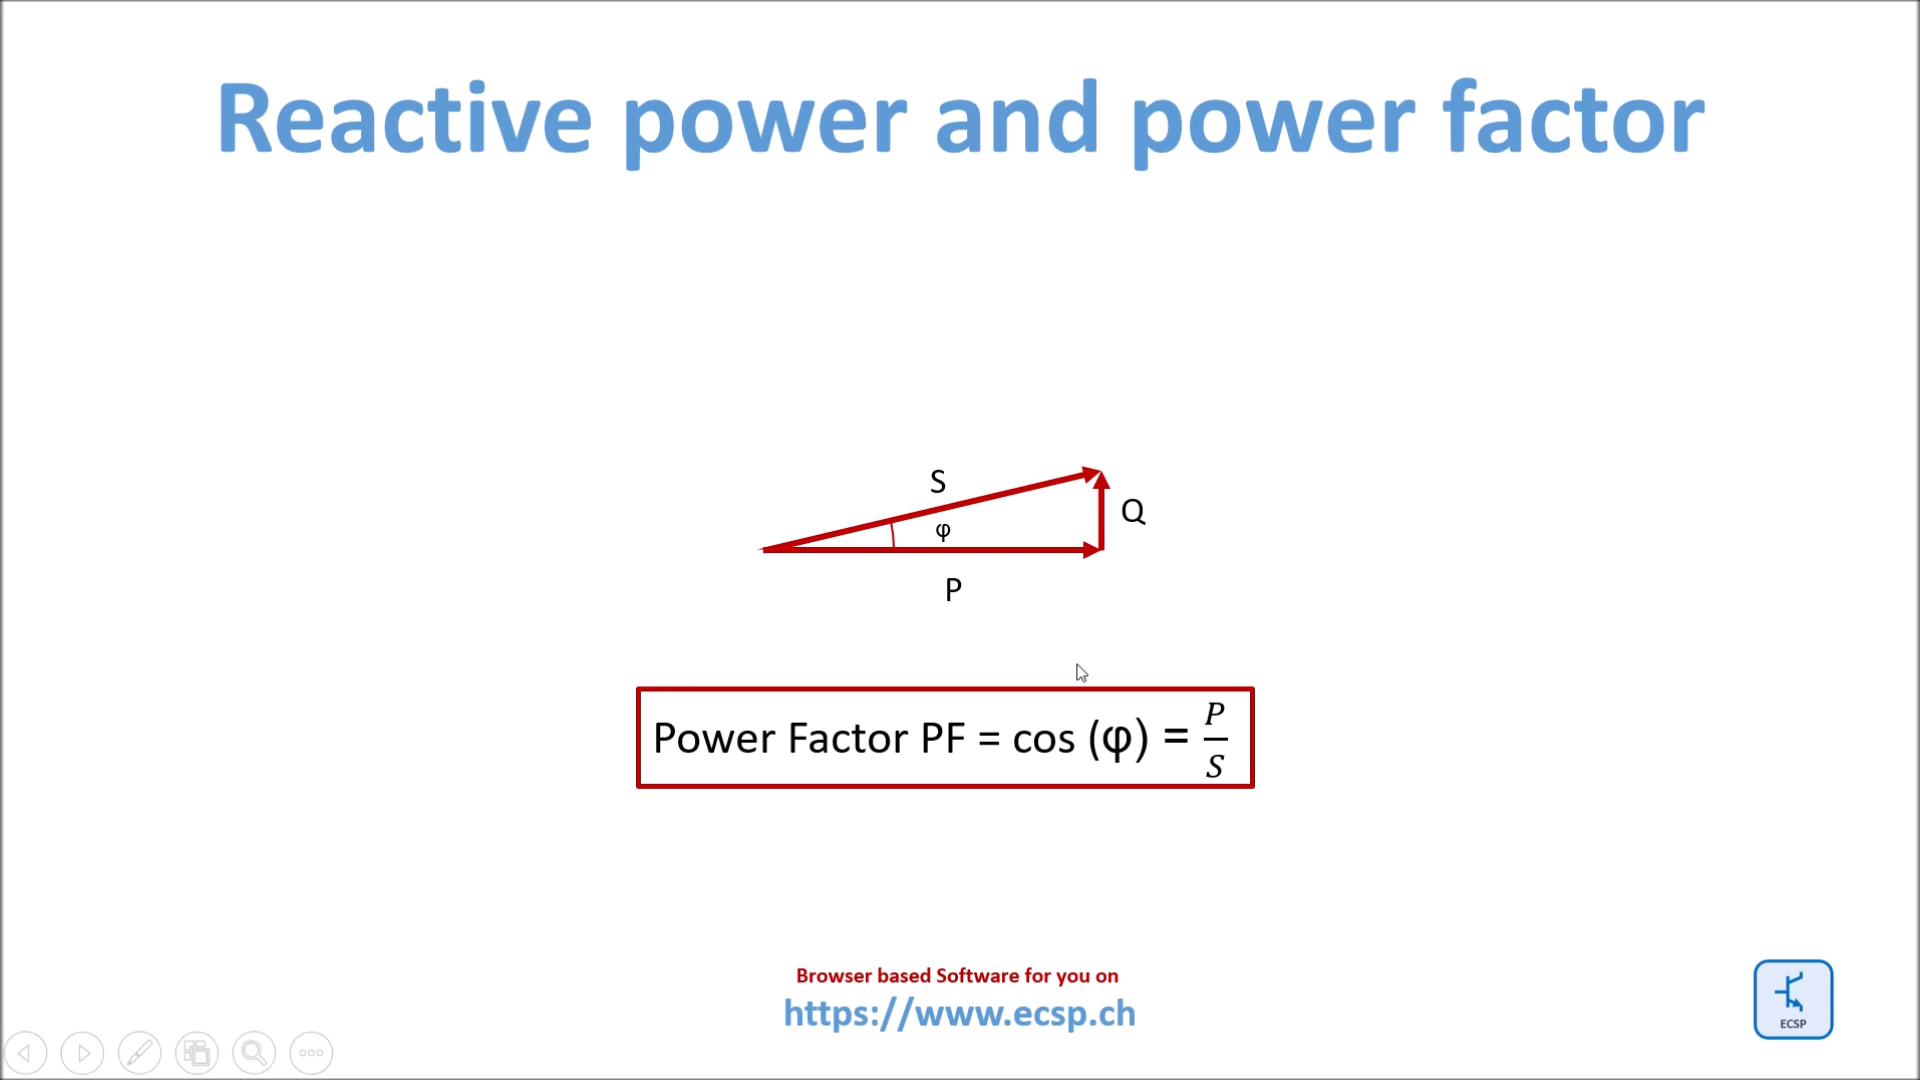 Reactive power and power factor
S
Q
φ
P
Power Factor PF = cos (φ) = P/S
Browser based Software for you on
https://www.ecsp.ch
ECSP